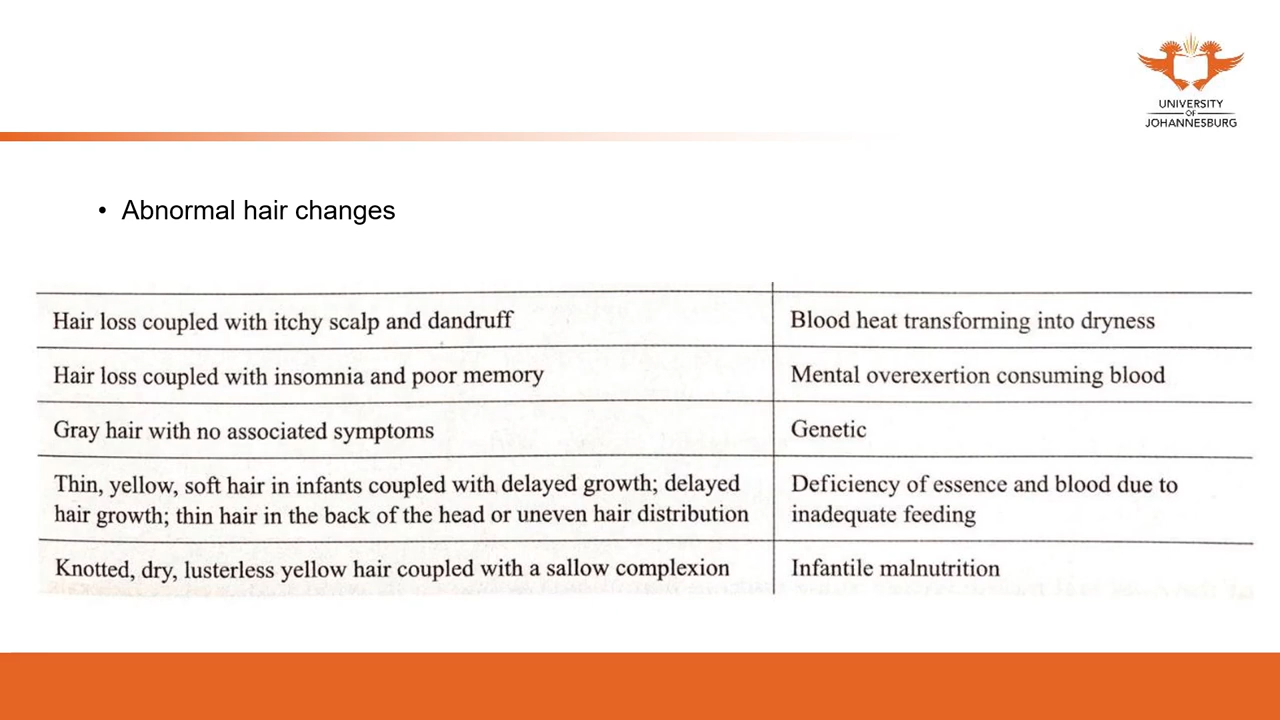 UNIVERSITY
OF
JOHANNESBURG
• Abnormal hair changes
Hair loss coupled with itchy scalp and dandruff
Blood heat transforming into dryness
Hair loss coupled with insomnia and poor memory
Mental overexertion consuming blood
Gray hair with no associated symptoms
Genetic
Thin, yellow, soft hair in infants coupled with delayed growth; delayed
hair growth; thin hair in the back of the head or uneven hair distribution
Deficiency of essence and blood due to
inadequate feeding
Knotted, dry, lusterless yellow hair coupled with a sallow complexion
Infantile malnutrition